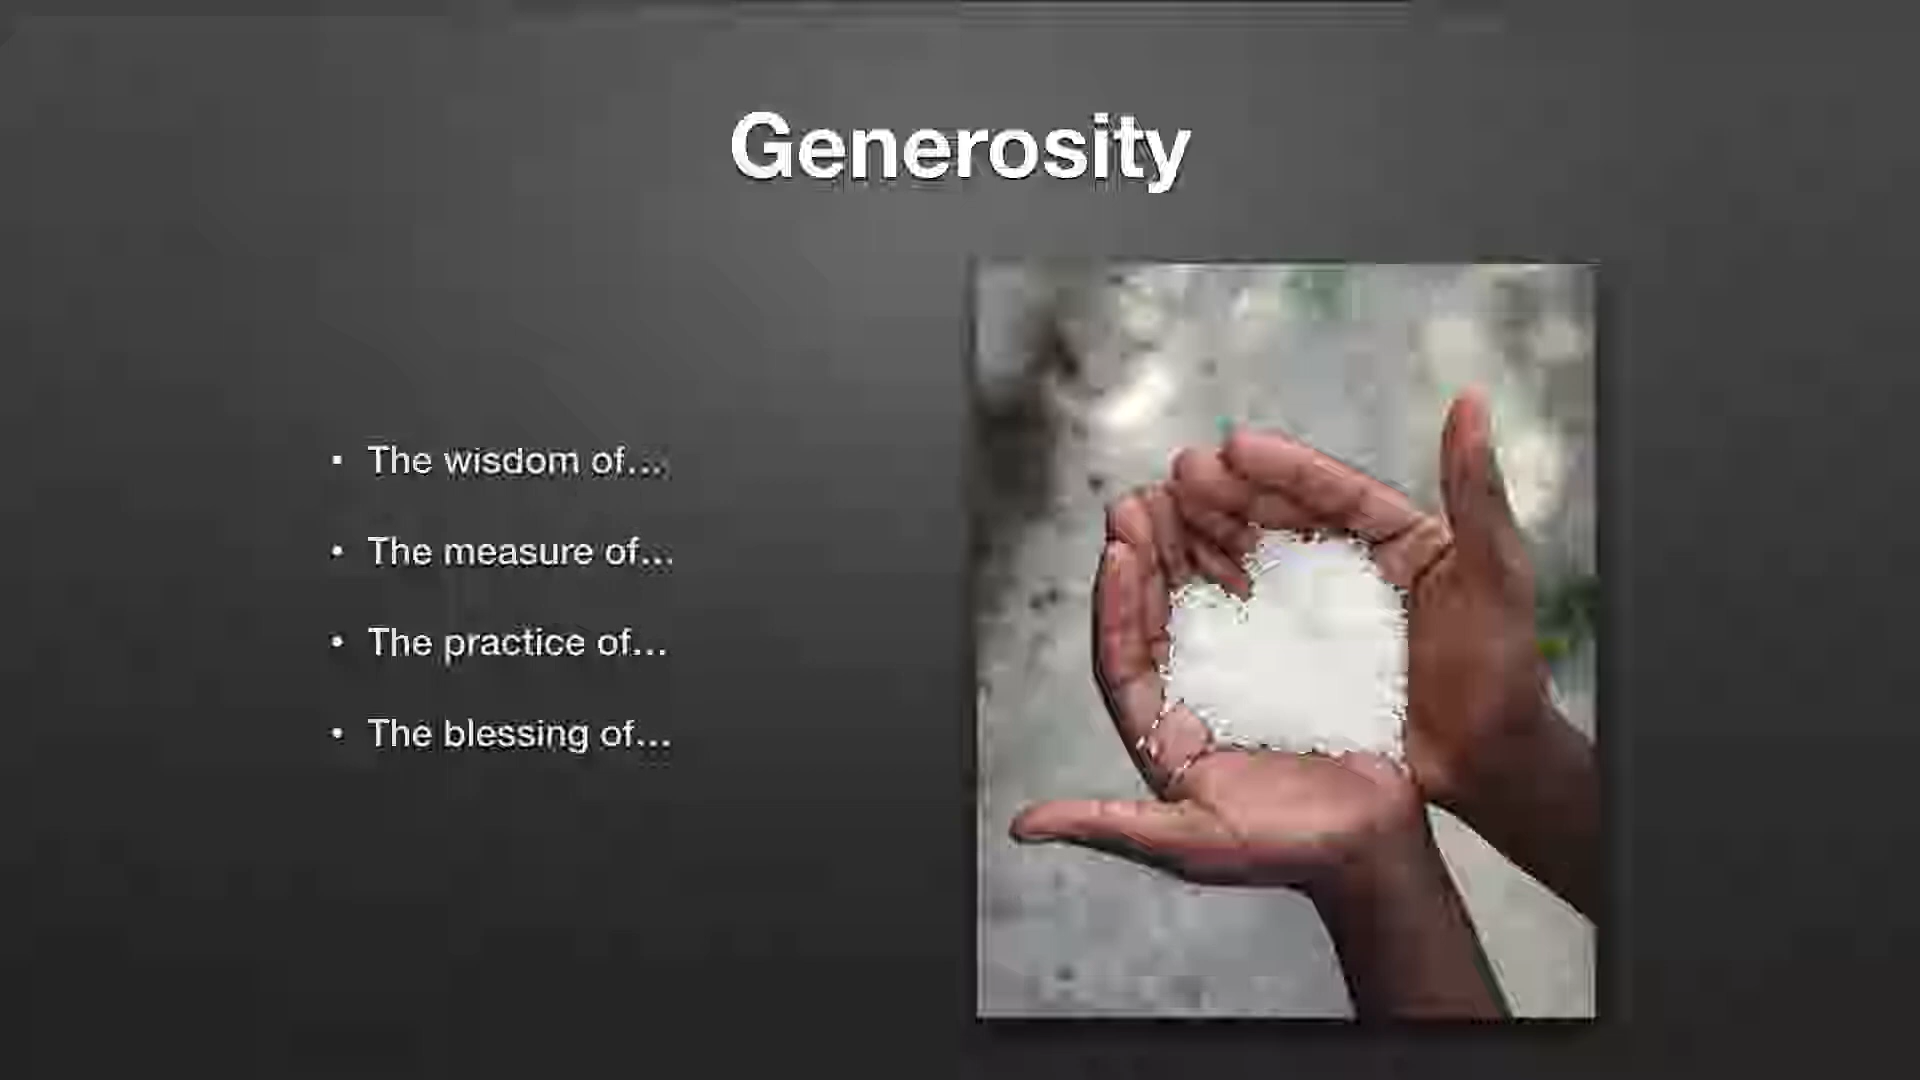 Generosity
• The wisdom of...
• The measure of...
• The practice of...
• The blessing of...